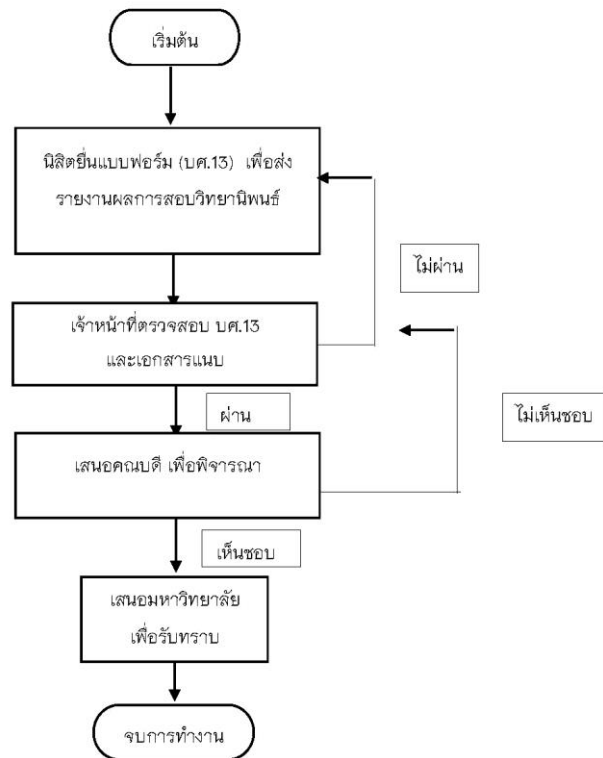 เริ่มต้น
นิสิตยื่นแบบฟอร์ม (บศ.13) เพื่อส่ง
รายงานผลการสอบวิทยานิพนธ์
ไม่ผ่าน
เจ้าหน้าที่ตรวจสอบ บศ.13
และเอกสารแนบ
ผ่าน
ไม่เห็นชอบ
เสนอคณบดี เพื่อพิจารณา
เห็นชอบ
เสนอมหาวิทยาลัย
เพื่อรับทราบ
จบการทำงาน